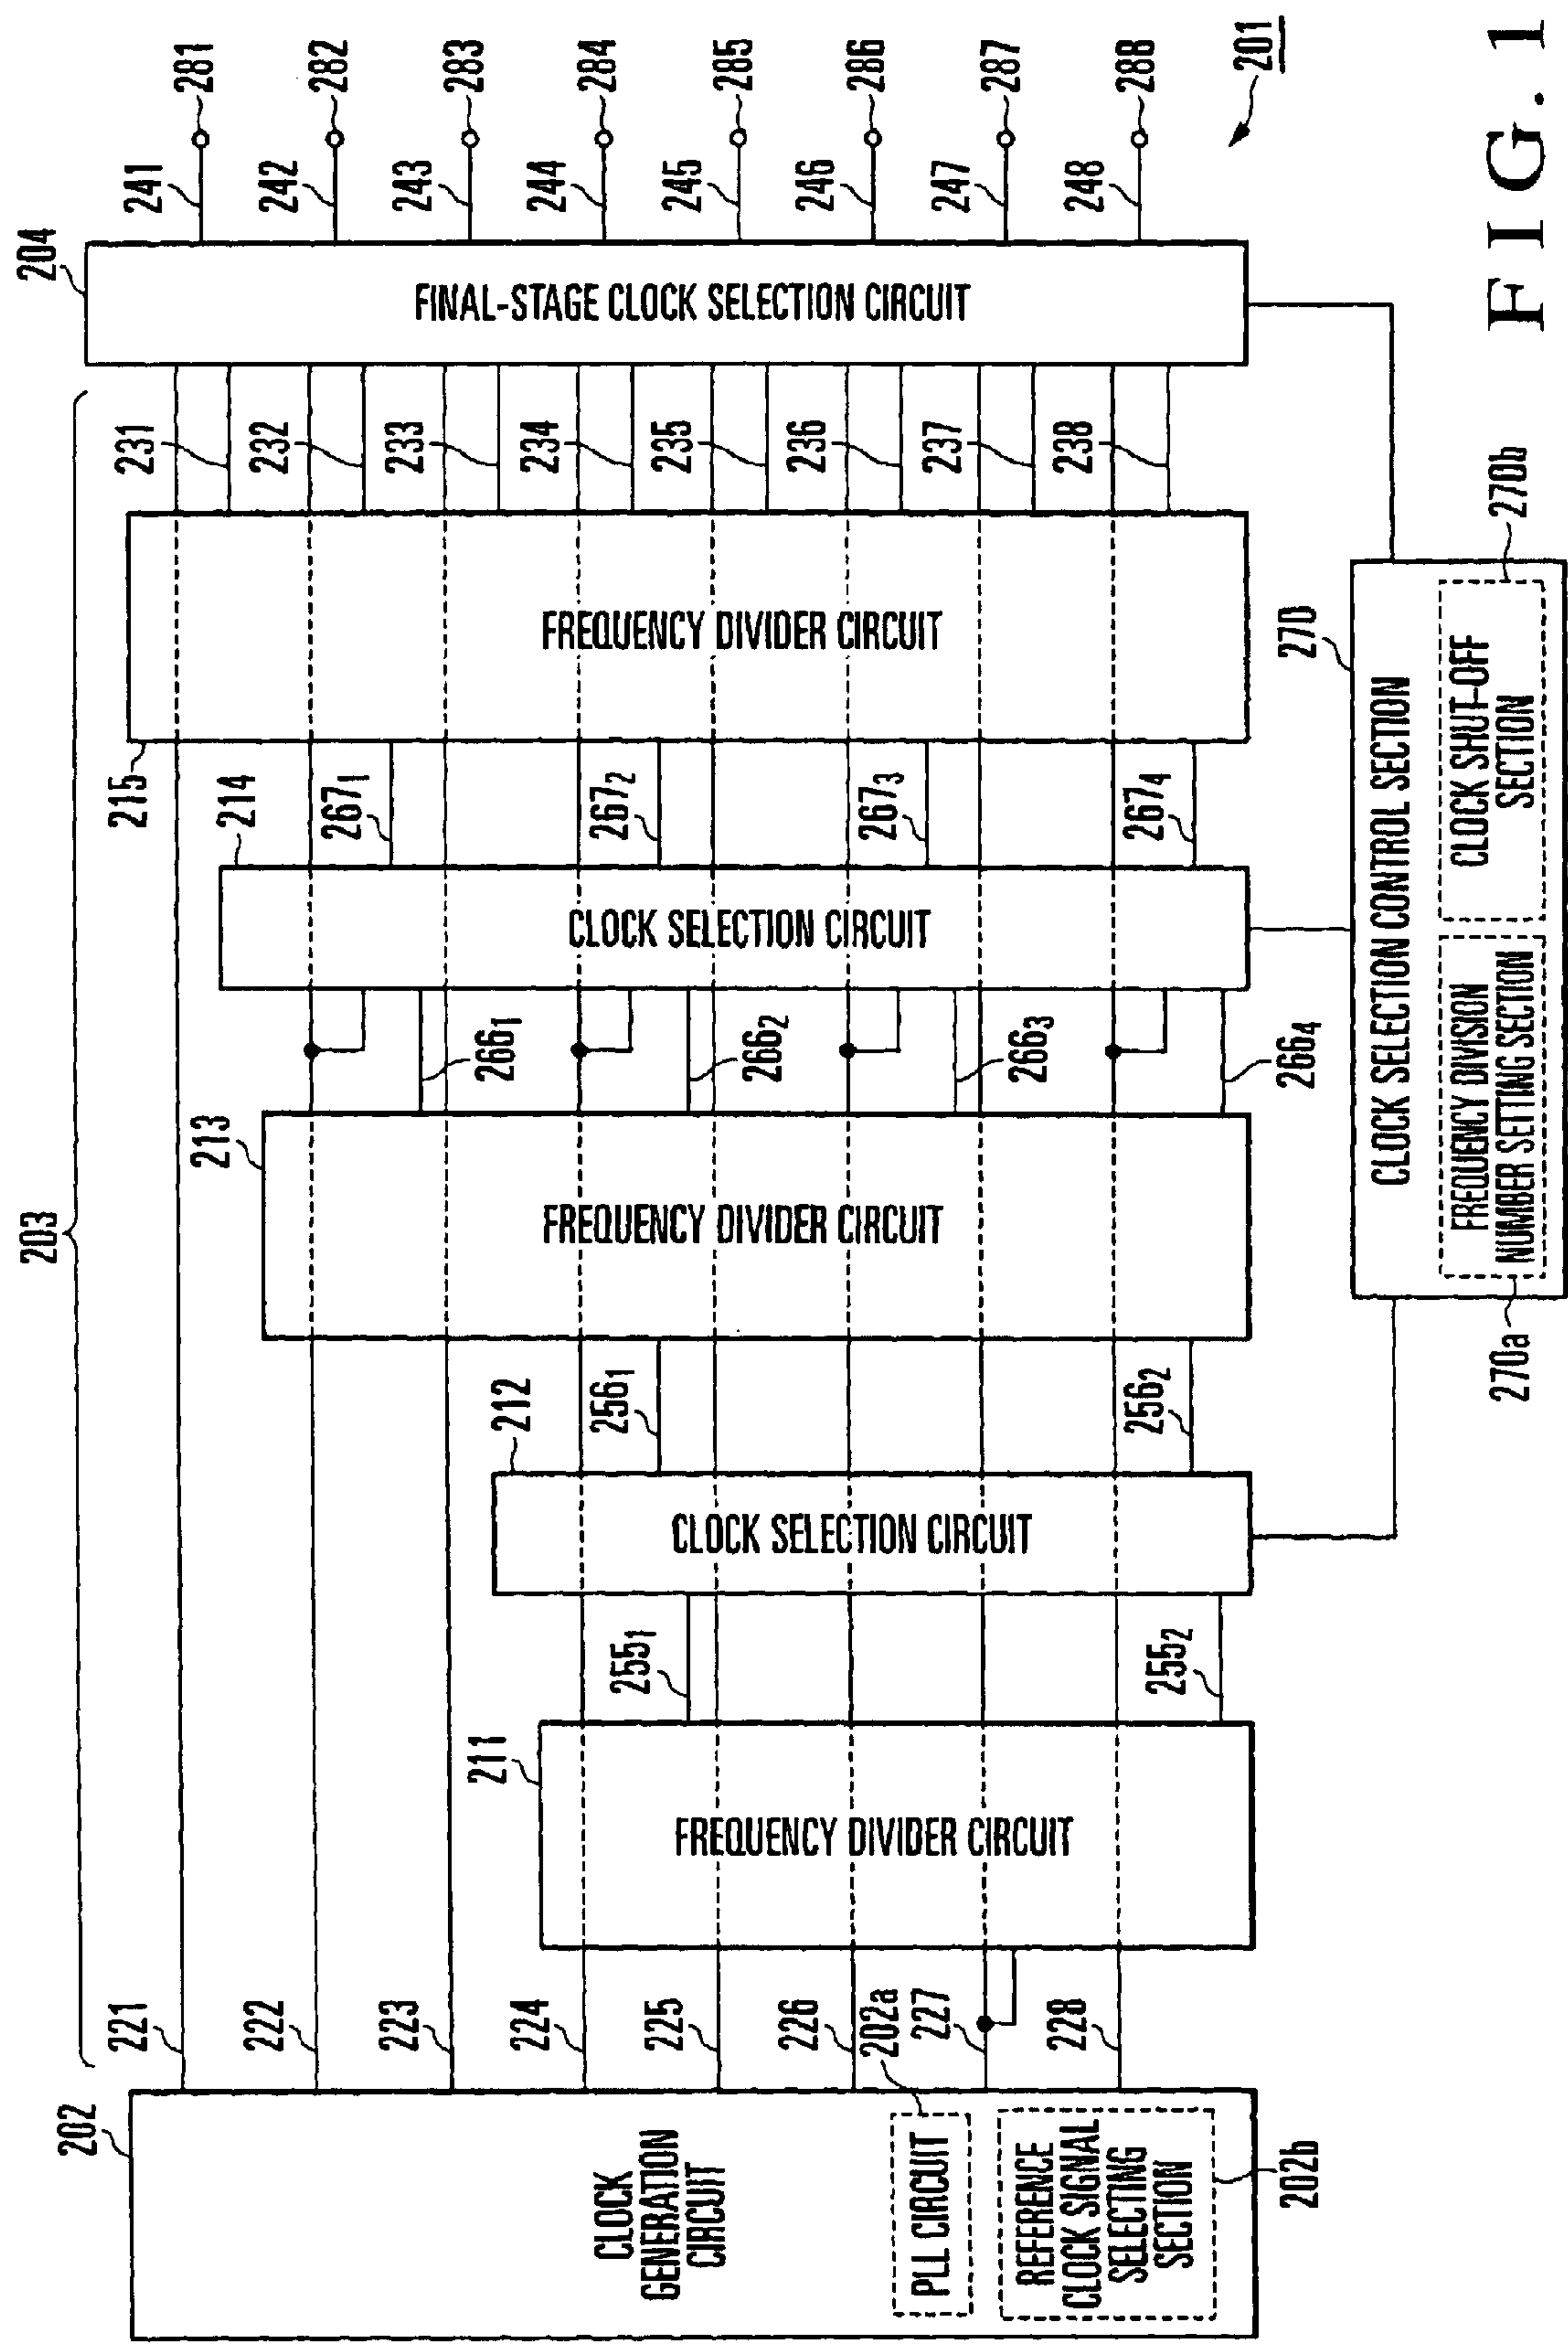 203
204
202
221
222
223
224
225
226
202a
227
228
CLOCK
GENERATION
CIRCUIT
PLL CIRCUIT
REFERENCE
CLOCK SIGNAL
SELECTING
SECTION
202b
211
FREQUENCY DIVIDER CIRCUIT
255₁
255₂
212
CLOCK SELECTION CIRCUIT
256₁
256₂
213
FREQUENCY DIVIDER CIRCUIT
266₁
266₂
266₃
266₄
214
CLOCK SELECTION CIRCUIT
267₁
267₂
267₃
267₄
215
FREQUENCY DIVIDER CIRCUIT
231
232
233
234
235
236
237
238
FINAL-STAGE CLOCK SELECTION CIRCUIT
241
242
243
244
245
246
247
248
281
282
283
284
285
286
287
288
201
270
CLOCK SELECTION CONTROL SECTION
FREQUENCY DIVISION
NUMBER SETTING SECTION
270a
CLOCK SHUT-OFF
SECTION
270b
FIG. 1